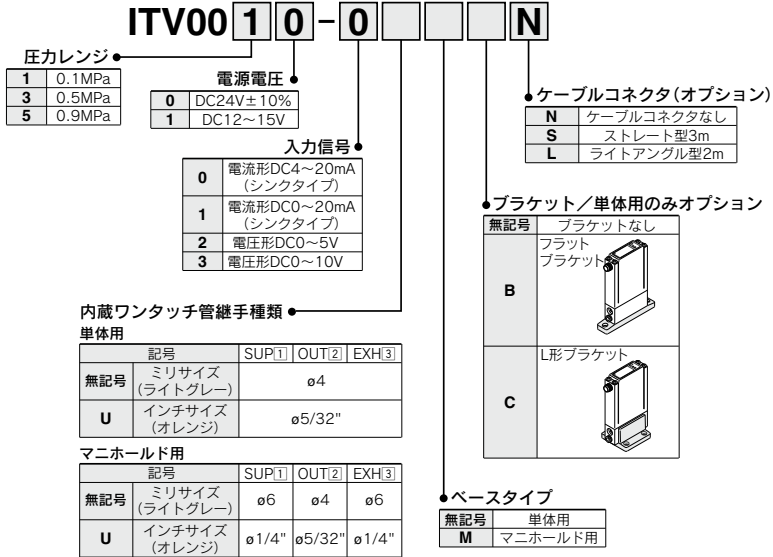 ITV00 1 0 - 0 N
圧力レンジ
1 0.1MPa
3 0.5MPa
5 0.9MPa
電源電圧
0 DC24V±10%
1 DC12〜15V
入力信号
0 電流形DC4〜20mA
(シンクタイプ)
1 電流形DC0〜20mA
(シンクタイプ)
2 電圧形DC0〜5V
3 電圧形DC0〜10V
内蔵ワンタッチ管継手種類
単体用
記号 SUP1 OUT2 EXH3
無記号 ミリサイズ
(ライトグレー) ø4
U インチサイズ
(オレンジ) ø5/32"
マニホールド用
記号 SUP1 OUT2 EXH3
無記号 ミリサイズ
(ライトグレー) ø6 ø4 ø6
U インチサイズ
(オレンジ) ø1/4" ø5/32" ø1/4"
ケーブルコネクタ(オプション)
N ケーブルコネクタなし
S ストレート型3m
L ライトアングル型2m
ブラケット/単体用のみオプション
無記号 ブラケットなし
B フラット
ブラケット
C L形ブラケット
ベースタイプ
無記号 単体用
M マニホールド用